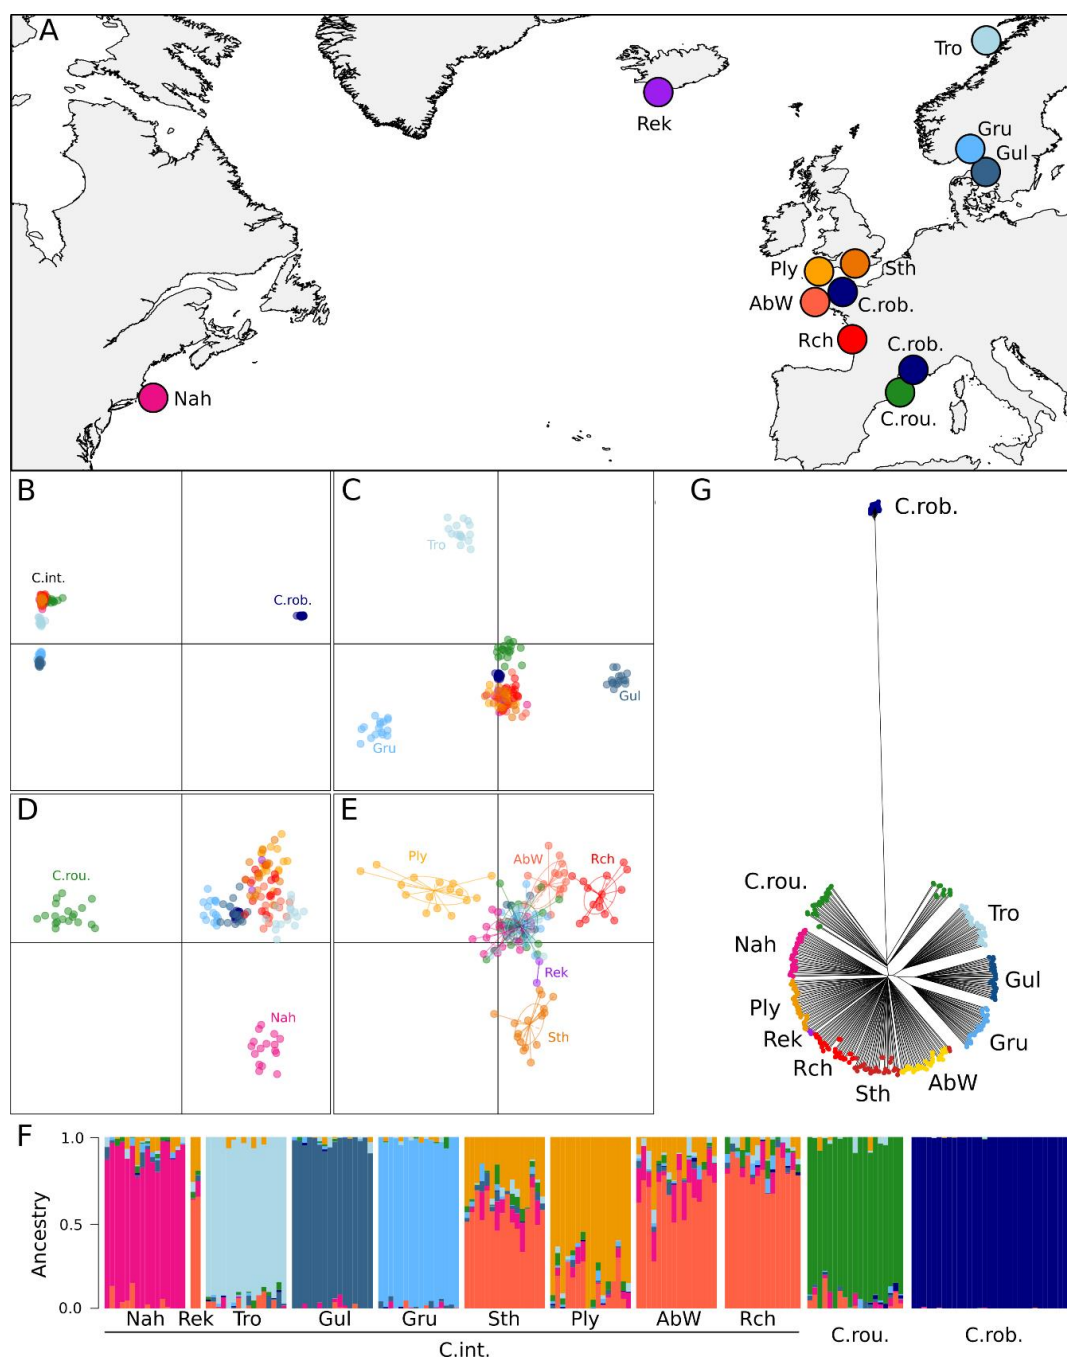 A
Tro
Rek
Gru
Gul
Ply
Sth
AbW
C.rob.
Rch
C.rob.
Nah
C.rou.
B
C.int.
C.rob.
C
Tro
Gul
Gru
G
C.rob.
C.rou.
Tro
Nah
Gul
Ply
Rek
Gru
Rch
Sth
AbW
D
C.rou.
Nah
E
Ply
AbW
Rch
Rek
Sth
F
Ancestry
1.0
0.5
0.0
Nah Rek Tro Gul Gru Sth Ply AbW Rch
C.int.
C.rou.
C.rob.